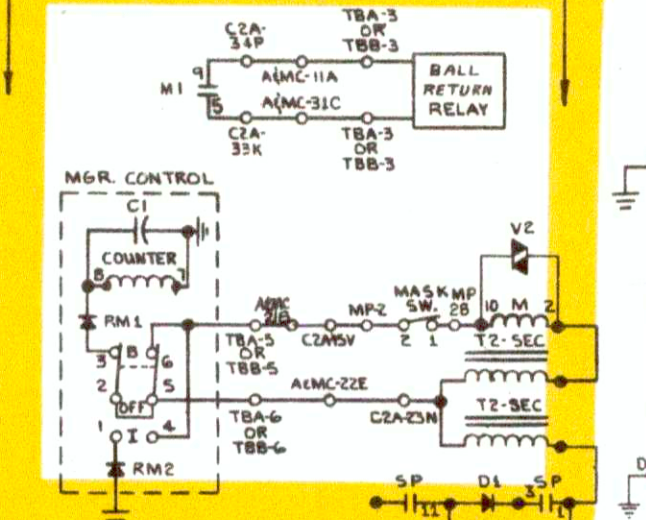 TBA-3
OR
TBB-3
C2A-
34P
A&MC-11A
BALL
RETURN
RELAY
9
M1
5
A&MC-31C
C2A-
33K
TBA-3
OR
TBB-3
MGR. CONTROL
C1
COUNTER
8 7
V2
RM1
MASK
SW.
MP
28
10 M 2
TBA-5
OR
TBB-5
C2A-15V
MP-2
2 1
T2-SEC
3 B 6
2 5
OFF
A&MC-22E
C2A-23N
T2-SEC
1 I 4
TBA-6
OR
TBB-6
RM2
SP
11
D1
3
SP
1
D